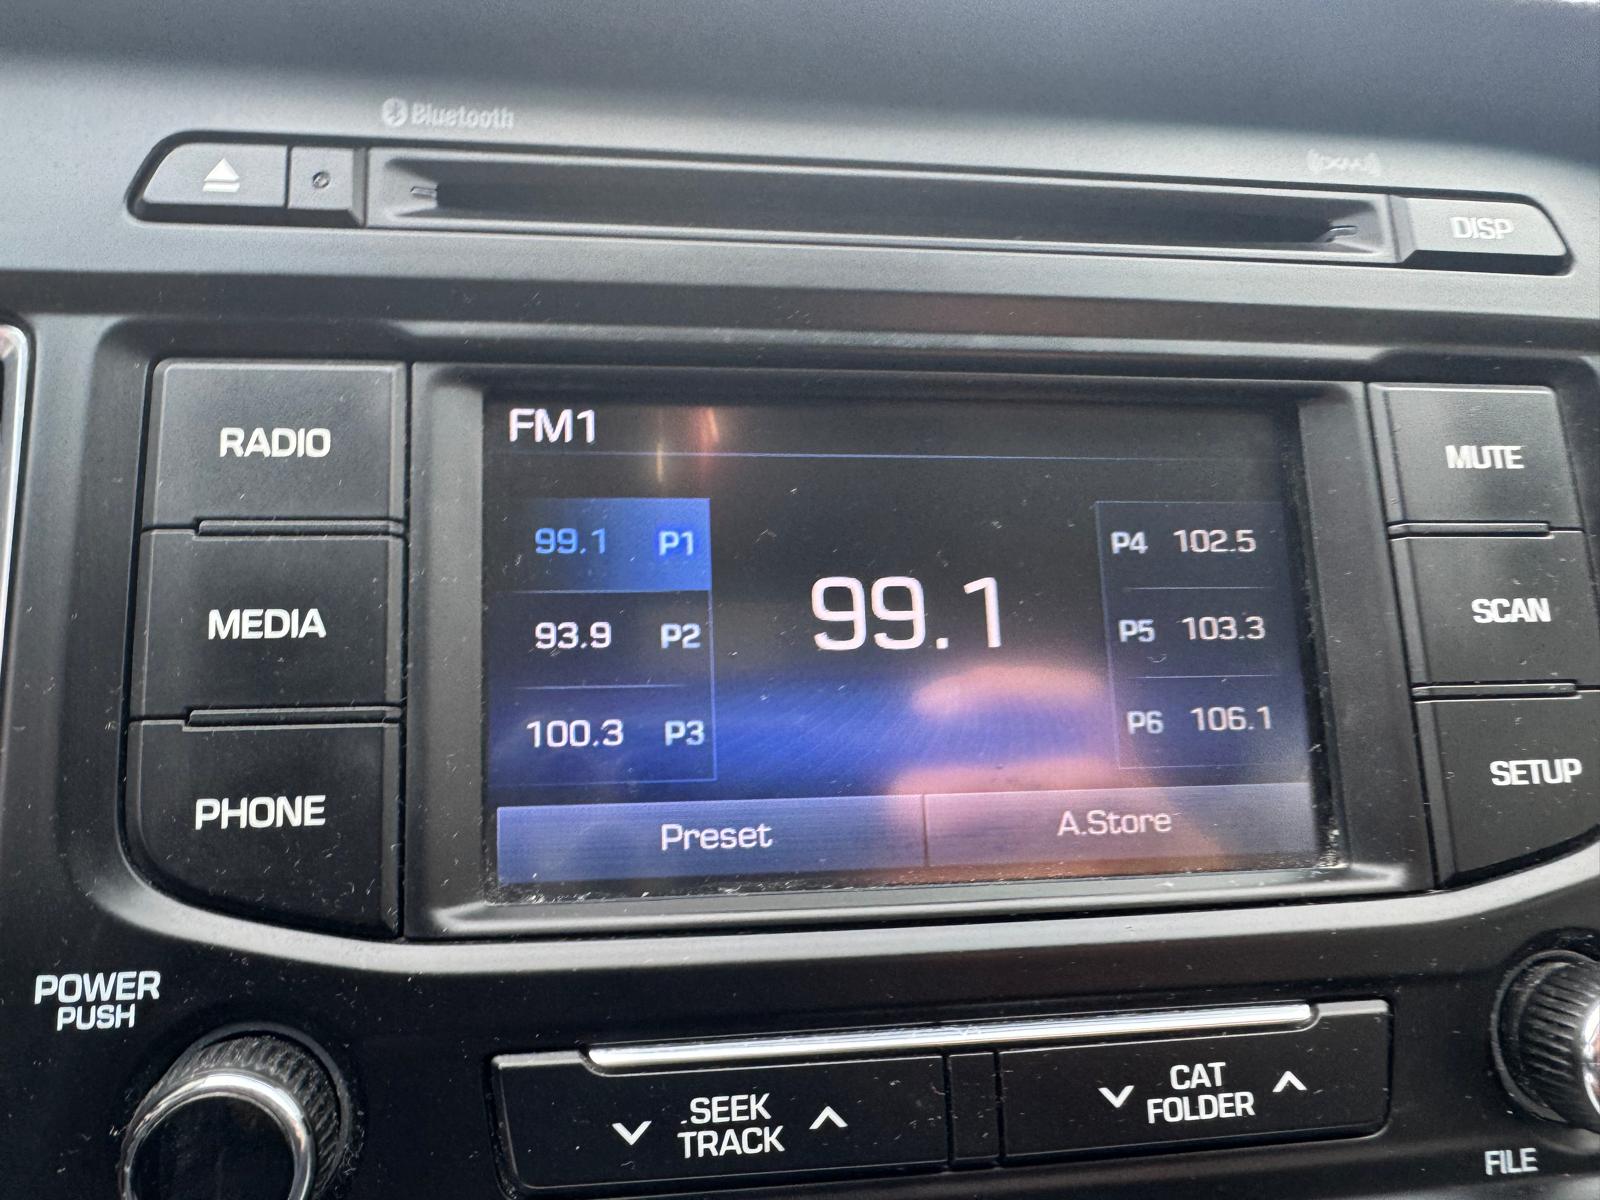 Bluetooth
((XM))
DISP
RADIO
MEDIA
PHONE
FM1
99.1 P1
93.9 P2
100.3 P3
99.1
P4 102.5
P5 103.3
P6 106.1
Preset
A.Store
MUTE
SCAN
SETUP
POWER
PUSH
SEEK
TRACK
CAT
FOLDER
FILE